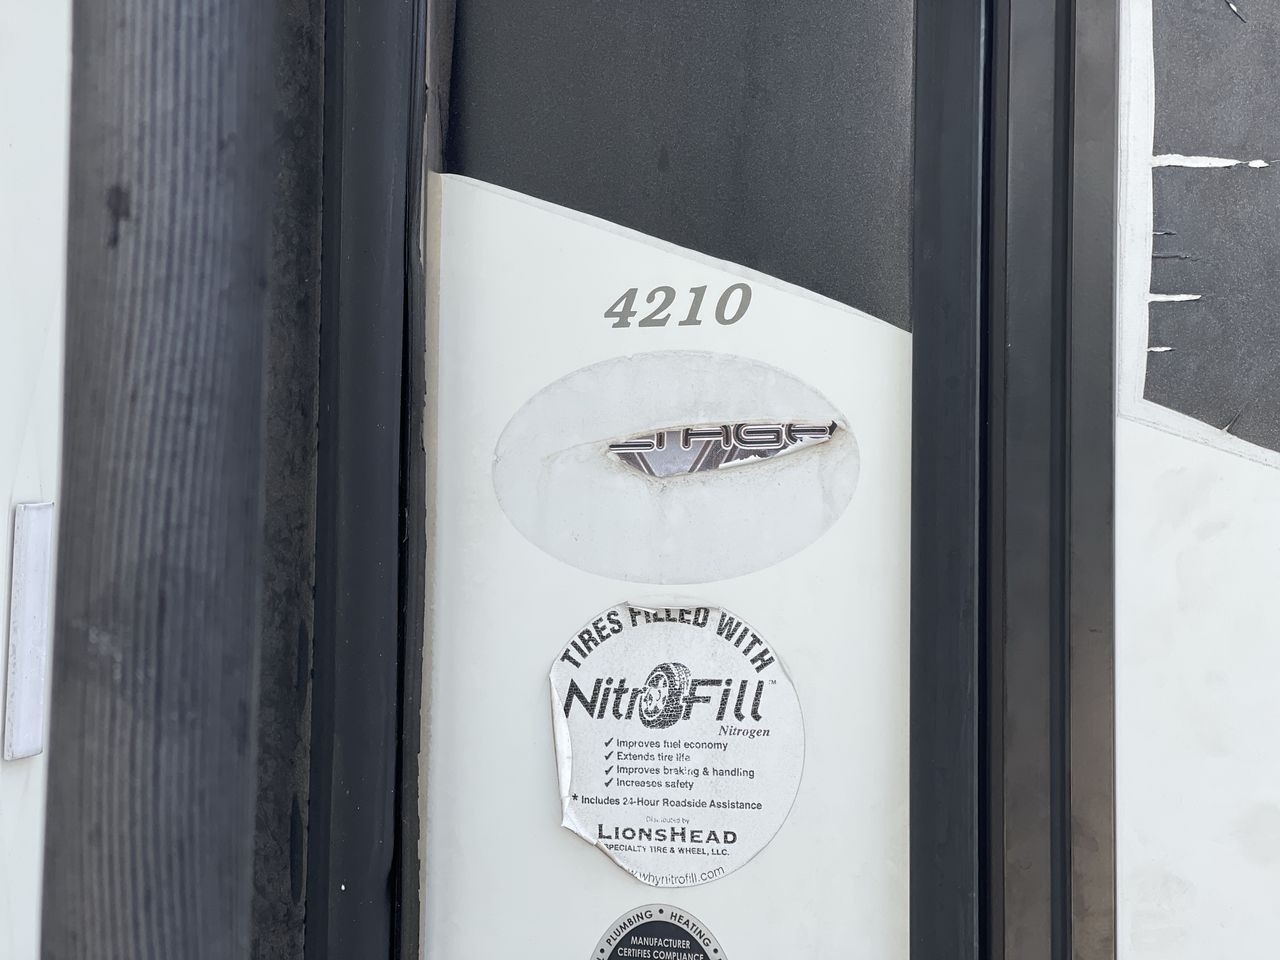 4210
TIRES FILLED WITH
NitroFill™
Nitrogen
✓ Improves fuel economy
✓ Extends tire life
✓ Improves braking & handling
✓ Increases safety
* Includes 24-Hour Roadside Assistance
Distributed by
LIONSHEAD
SPECIALTY TIRE & WHEEL, LLC.
www.whynitrofill.com
PLUMBING • HEATING •
MANUFACTURER
CERTIFIES COMPLIANCE